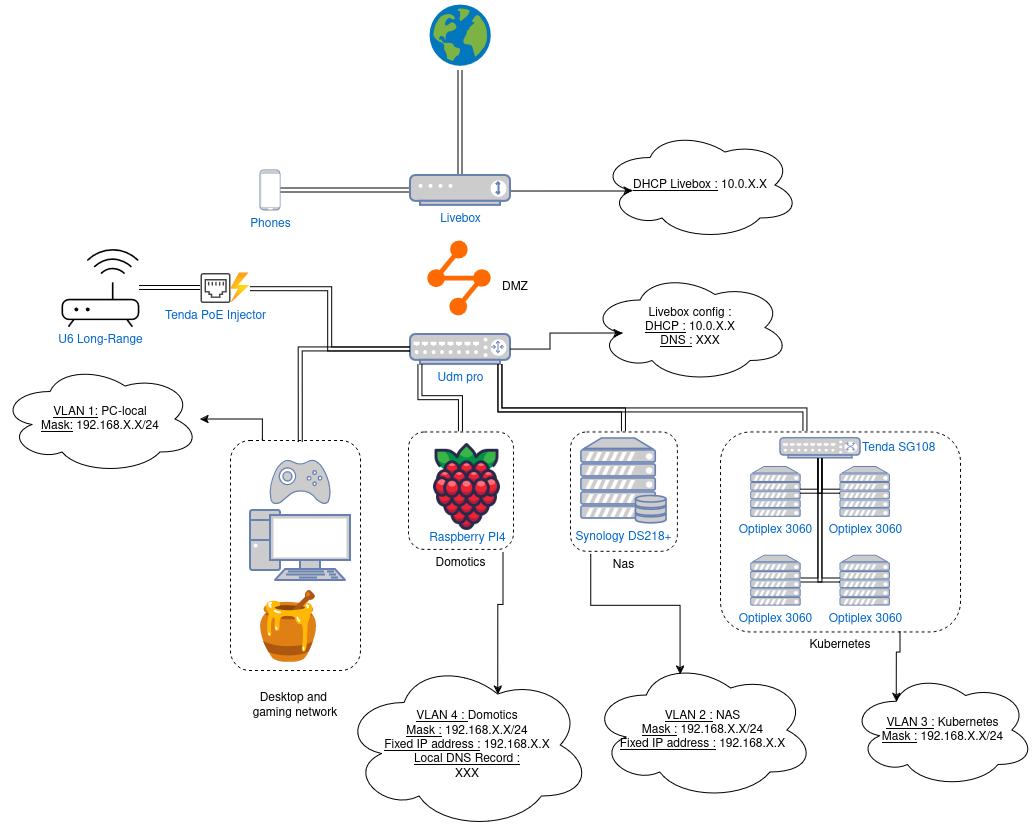 DHCP Livebox : 10.0.X.X
Phones
Livebox
DMZ
Tenda PoE Injector
U6 Long-Range
Livebox config :
DHCP : 10.0.X.X
DNS : XXX
Udm pro
VLAN 1: PC-local
Mask: 192.168.X.X/24
Tenda SG108
Optiplex 3060
Optiplex 3060
Raspberry PI4
Synology DS218+
Domotics
Nas
Optiplex 3060
Optiplex 3060
Kubernetes
Desktop and
gaming network
VLAN 4 : Domotics
Mask : 192.168.X.X/24
Fixed IP address : 192.168.X.X
Local DNS Record :
XXX
VLAN 2 : NAS
Mask : 192.168.X.X/24
Fixed IP address : 192.168.X.X
VLAN 3 : Kubernetes
Mask : 192.168.X.X/24